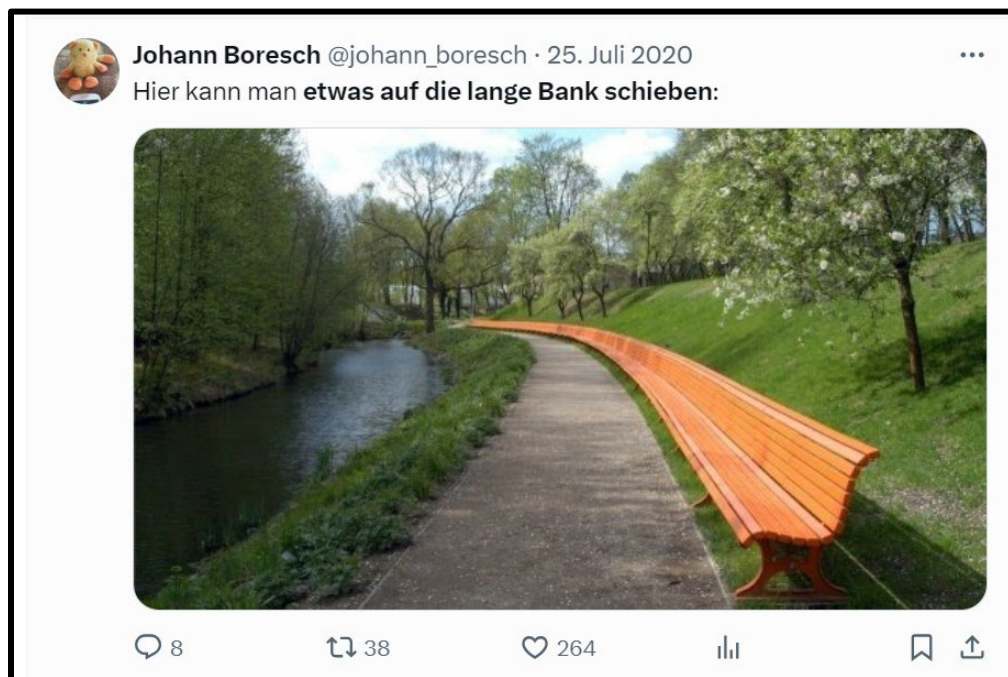 Johann Boresch @johann_boresch · 25. Juli 2020
Hier kann man etwas auf die lange Bank schieben:
8 38 264